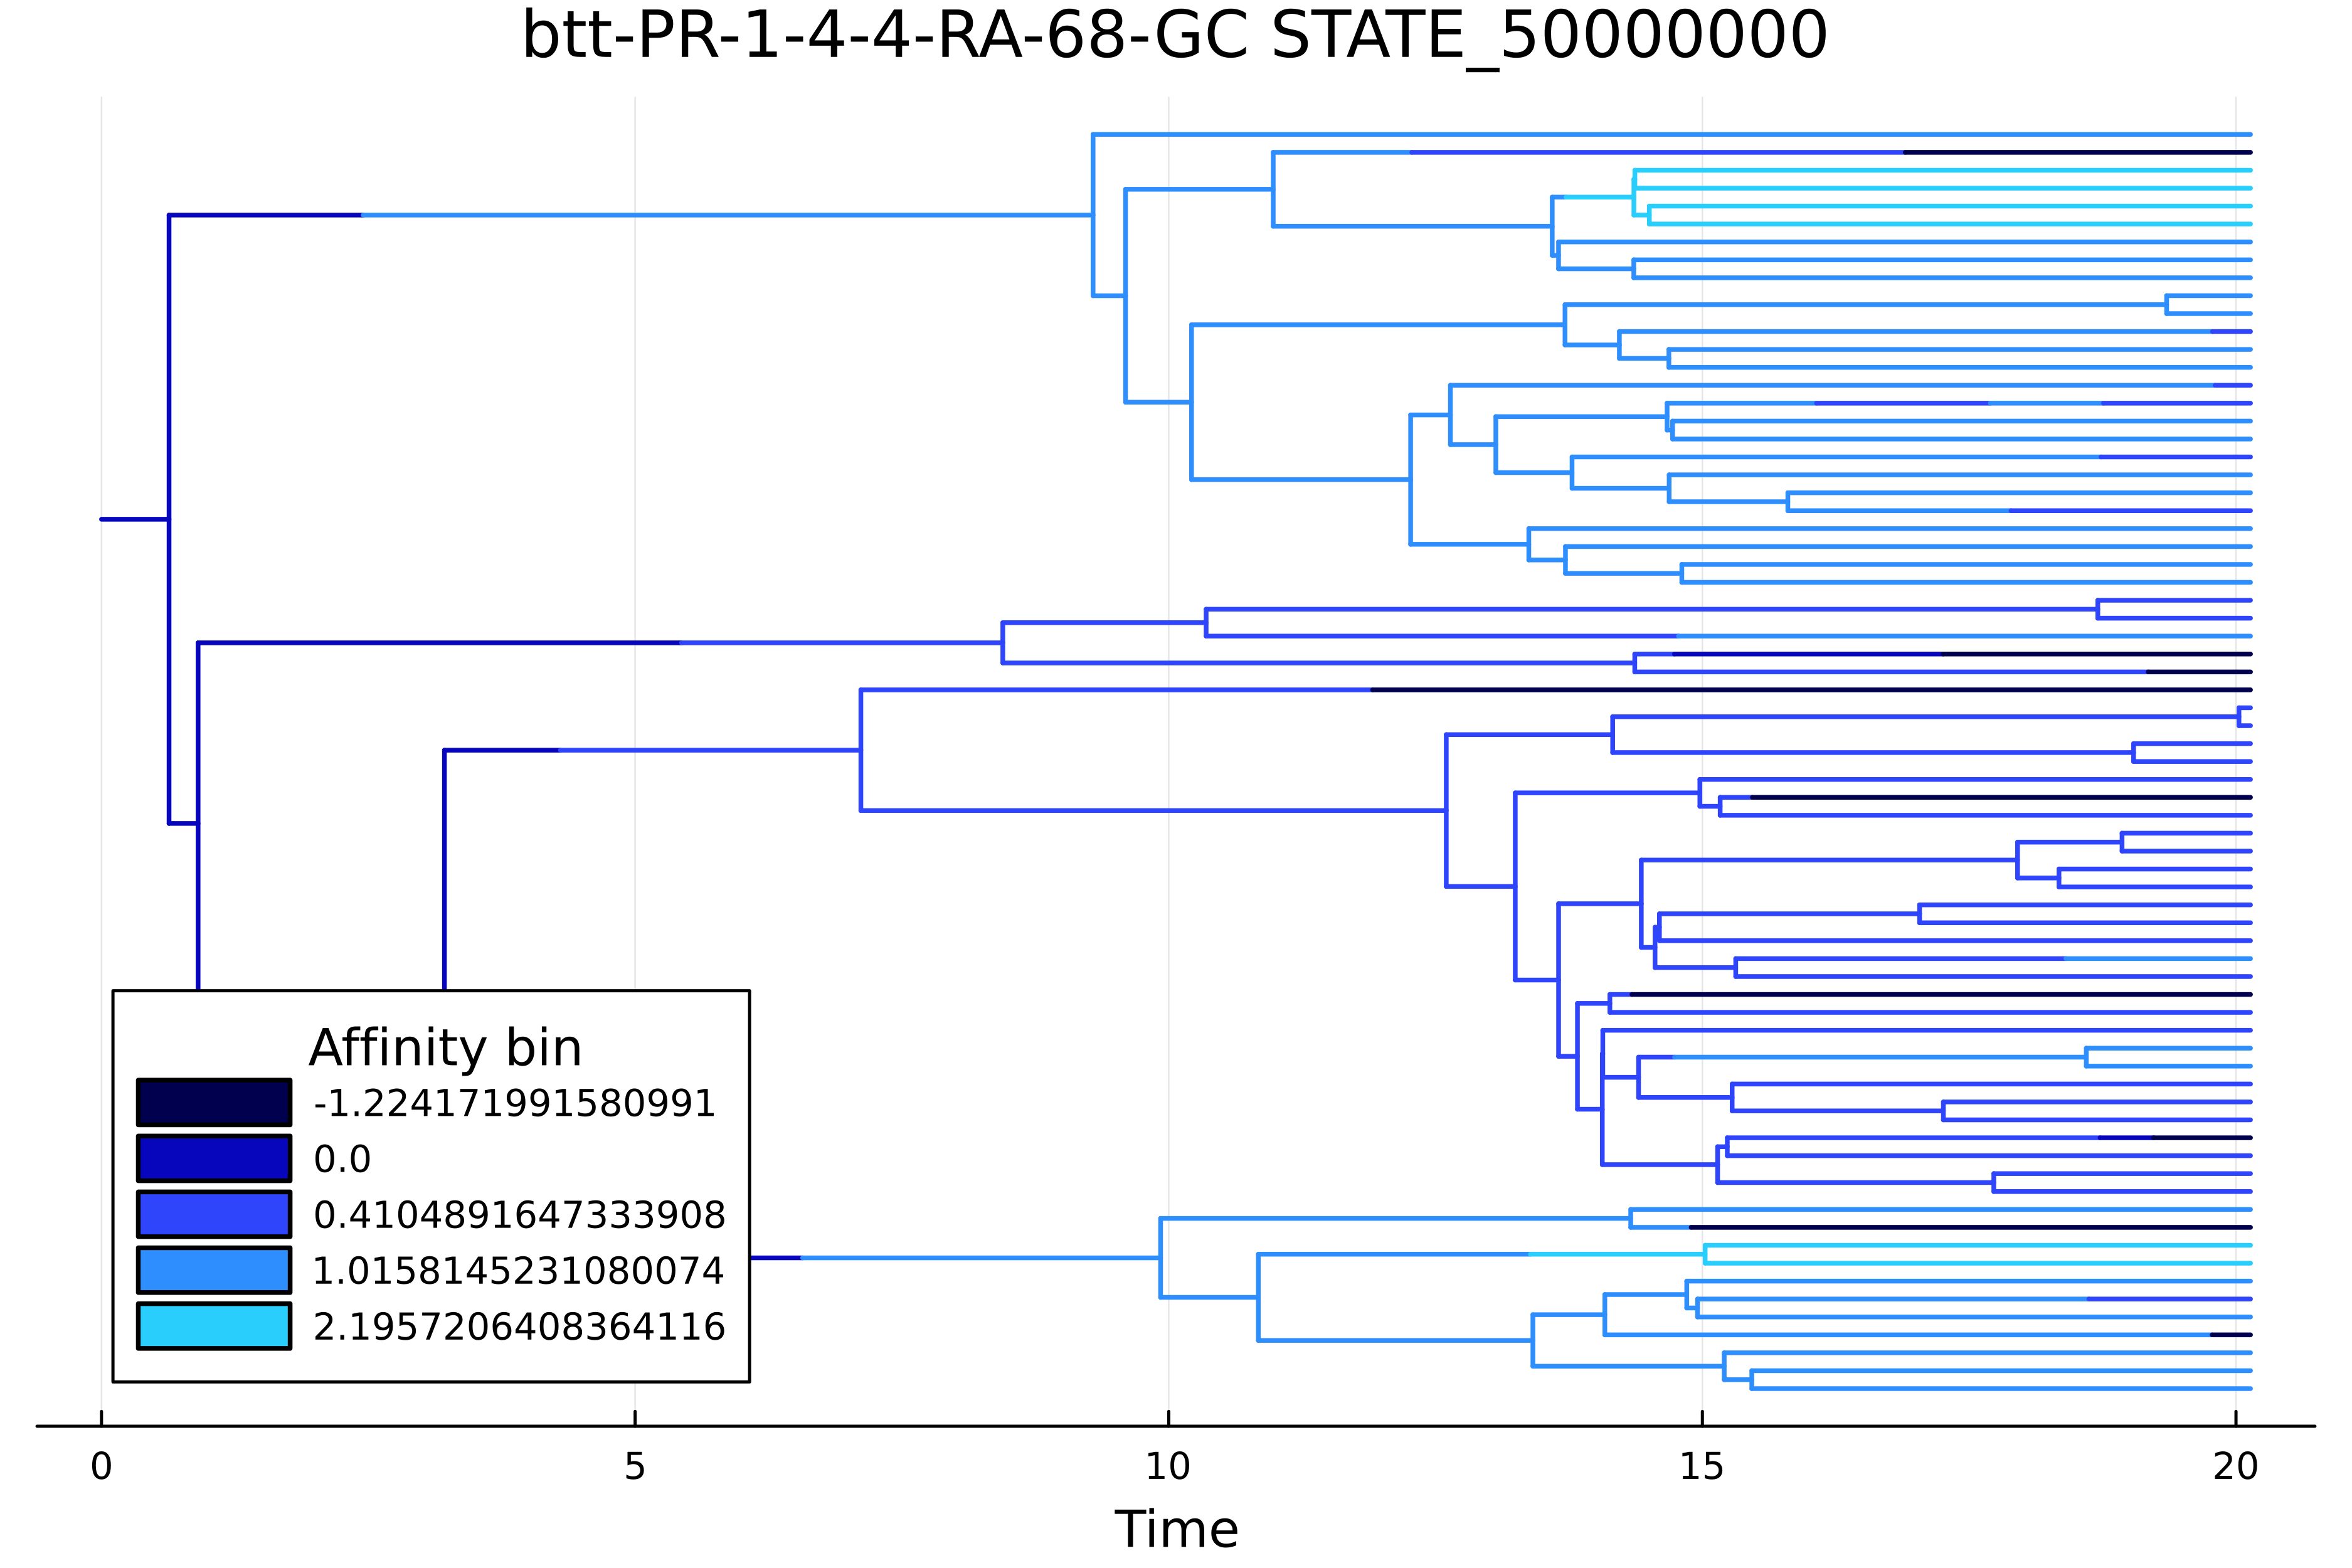 btt-PR-1-4-4-RA-68-GC STATE_50000000
Affinity bin
-1.224171991580991
0.0
0.4104891647333908
1.0158145231080074
2.1957206408364116
0 5 10 15 20
Time